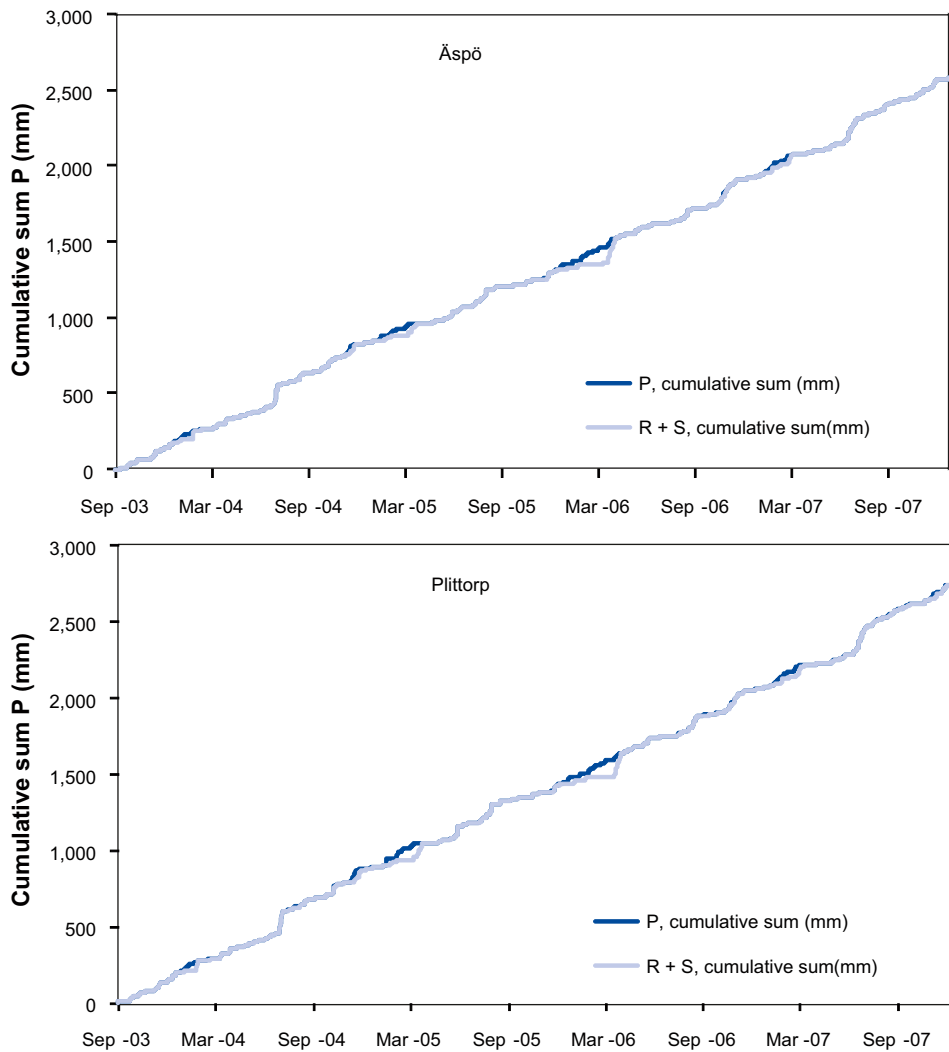 3,000
Äspö
2,500
2,000
1,500
1,000
500
0
Cumulative sum P (mm)
P, cumulative sum (mm)
R + S, cumulative sum(mm)
Sep -03 Mar -04 Sep -04 Mar -05 Sep -05 Mar -06 Sep -06 Mar -07 Sep -07
3,000
Plittorp
2,500
2,000
1,500
1,000
500
0
Cumulative sum P (mm)
P, cumulative sum (mm)
R + S, cumulative sum(mm)
Sep -03 Mar -04 Sep -04 Mar -05 Sep -05 Mar -06 Sep -06 Mar -07 Sep -07